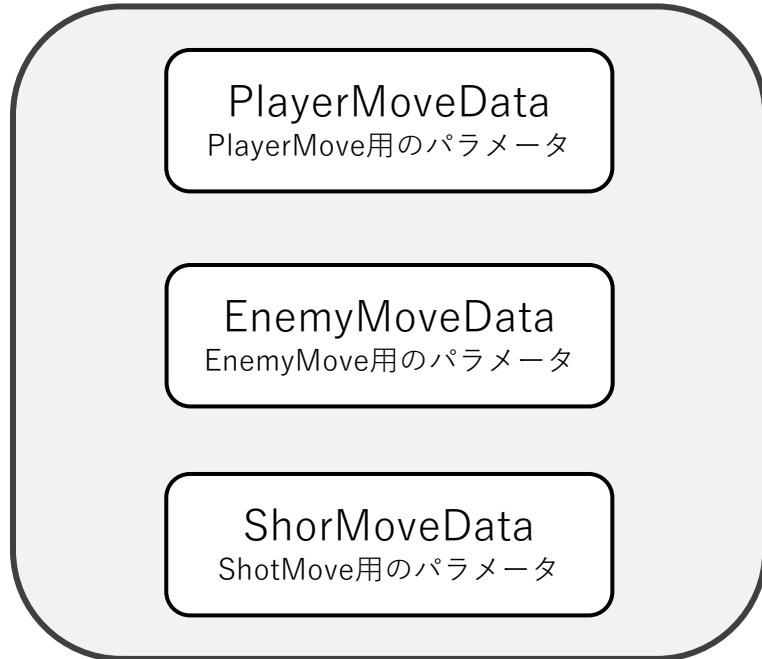 PlayerMoveData
PlayerMove用のパラメータ
EnemyMoveData
EnemyMove用のパラメータ
ShorMoveData
ShotMove用のパラメータ